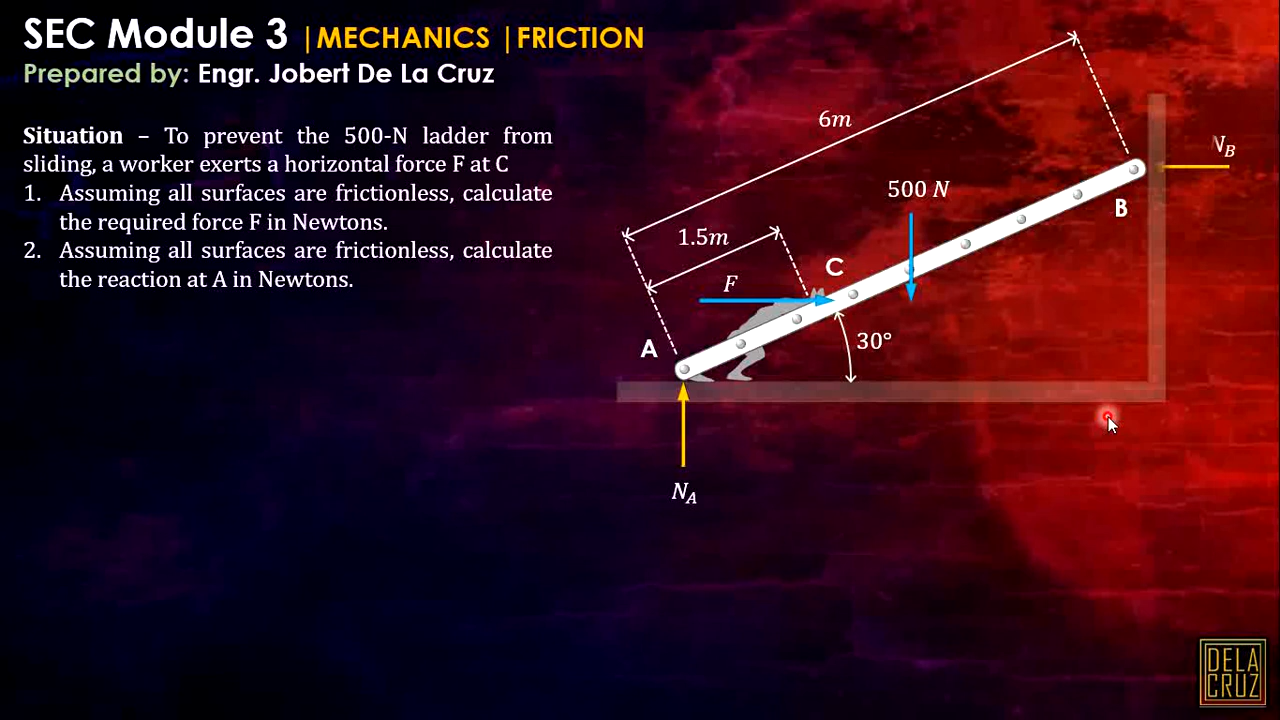 SEC Module 3 |MECHANICS |FRICTION
Prepared by: Engr. Jobert De La Cruz
Situation – To prevent the 500-N ladder from
sliding, a worker exerts a horizontal force F at C
1. Assuming all surfaces are frictionless, calculate
the required force F in Newtons.
2. Assuming all surfaces are frictionless, calculate
the reaction at A in Newtons.
6m
N_B
500 N
B
1.5m
C
F
30°
A
N_A
DELA
CRUZ